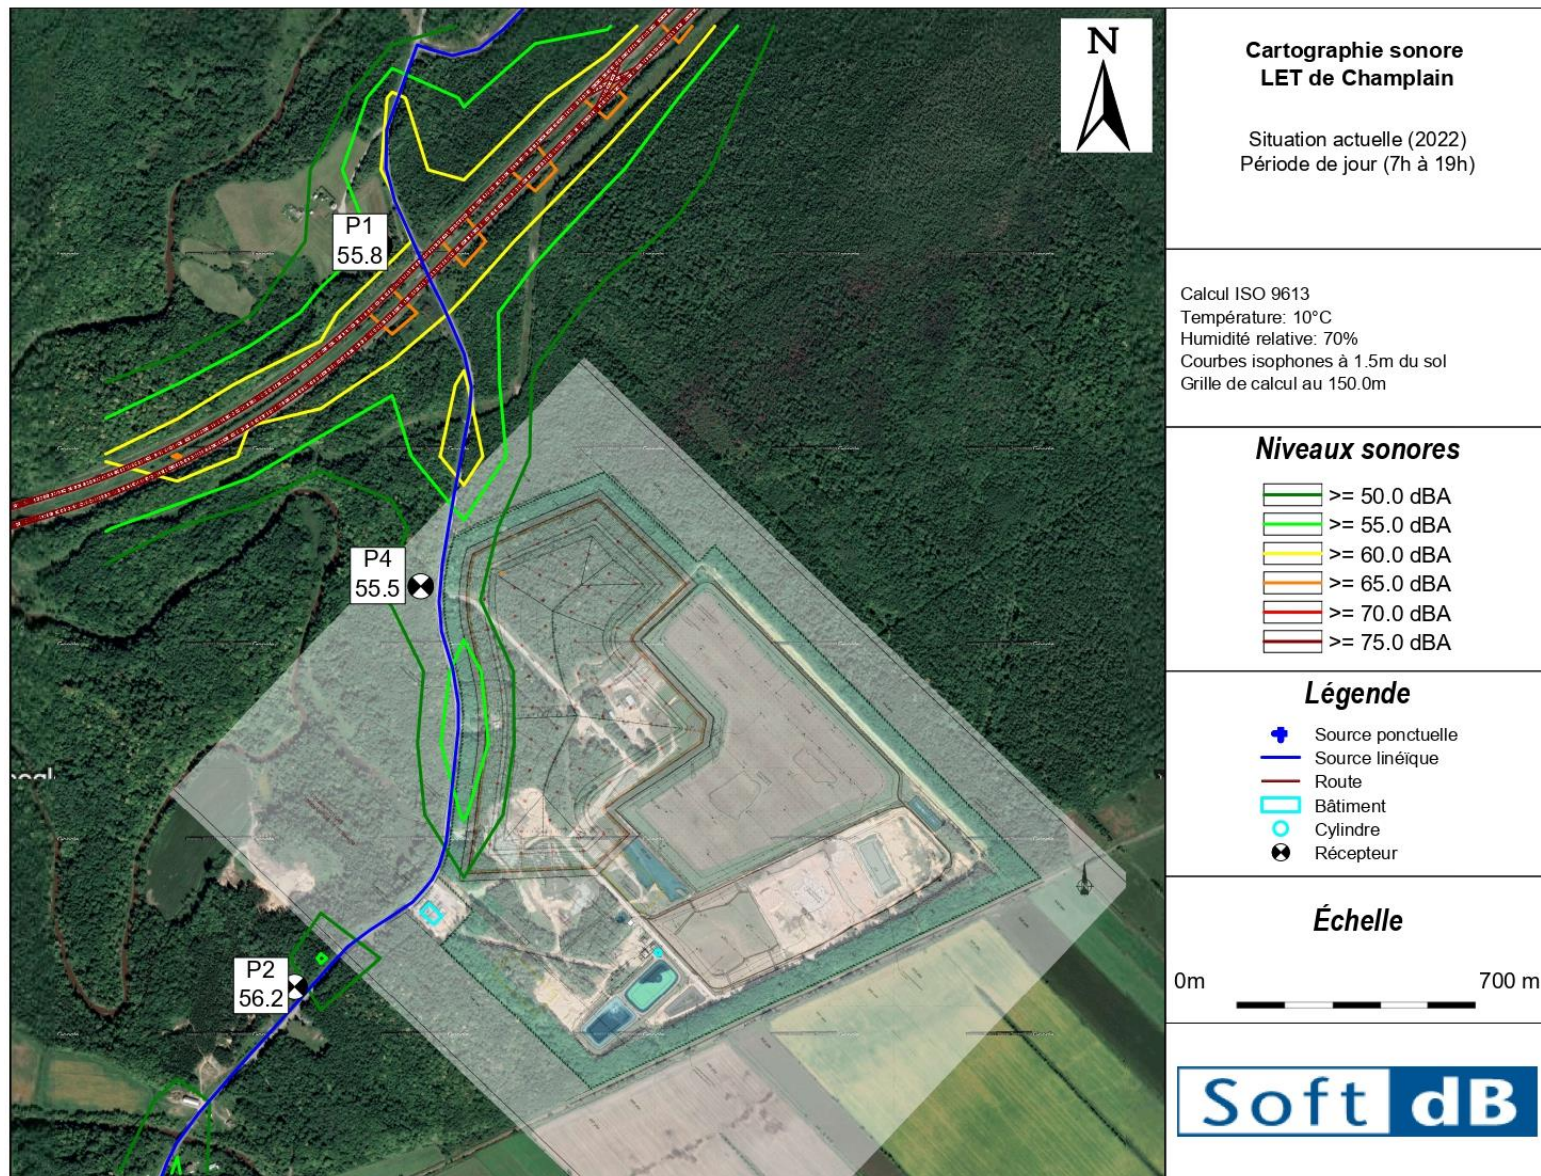 N
P1
55.8
P4
55.5
P2
56.2
Cartographie sonore
LET de Champlain
Situation actuelle (2022)
Période de jour (7h à 19h)
Calcul ISO 9613
Température: 10°C
Humidité relative: 70%
Courbes isophones à 1.5m du sol
Grille de calcul au 150.0m
Niveaux sonores
>= 50.0 dBA
>= 55.0 dBA
>= 60.0 dBA
>= 65.0 dBA
>= 70.0 dBA
>= 75.0 dBA
Légende
Source ponctuelle
Source linéïque
Route
Bâtiment
Cylindre
Récepteur
Échelle
0m 700 m
Soft dB